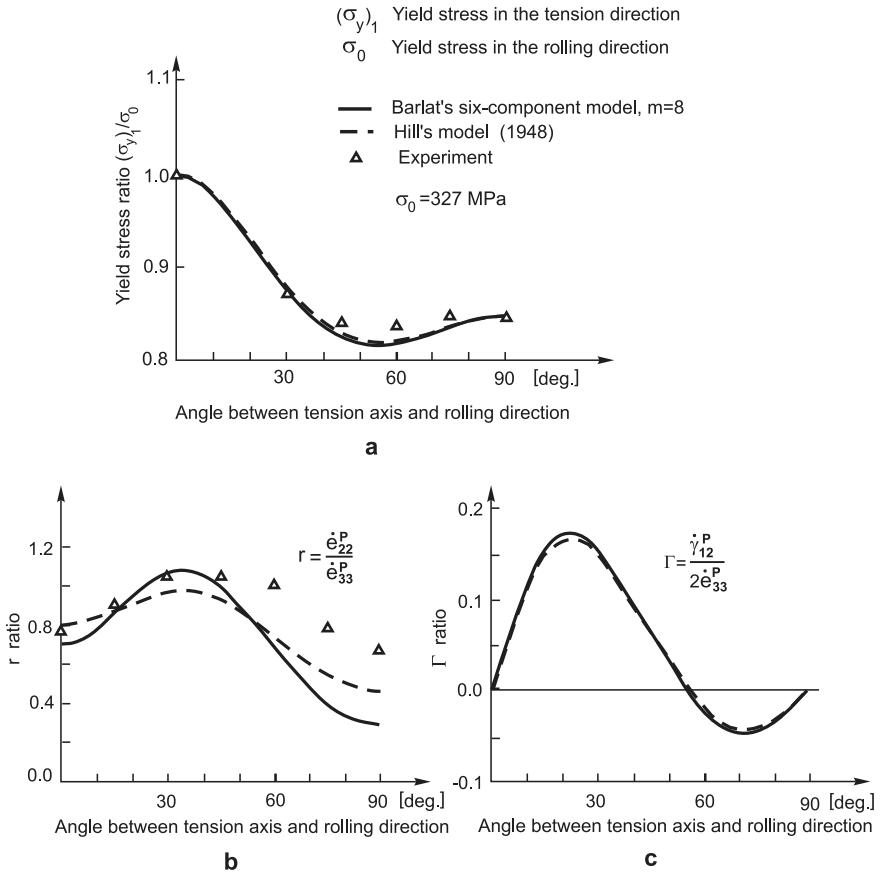 (σy)1 Yield stress in the tension direction
σ0 Yield stress in the rolling direction
1.1
1.0
0.9
0.8
Yield stress ratio (σy)1/σ0
Barlat's six-component model, m=8
Hill's model (1948)
Experiment
σ0 =327 MPa
30 60 90 [deg.]
Angle between tension axis and rolling direction
a
1.2
0.8
0.4
0.0
r ratio
r = ė22^P / ė33^P
30 60 90 [deg.]
Angle between tension axis and rolling direction
b
0.2
0.1
0.0
-0.1
Γ ratio
Γ = γ̇12^P / 2ė33^P
30 60 90 [deg.]
Angle between tension axis and rolling direction
c